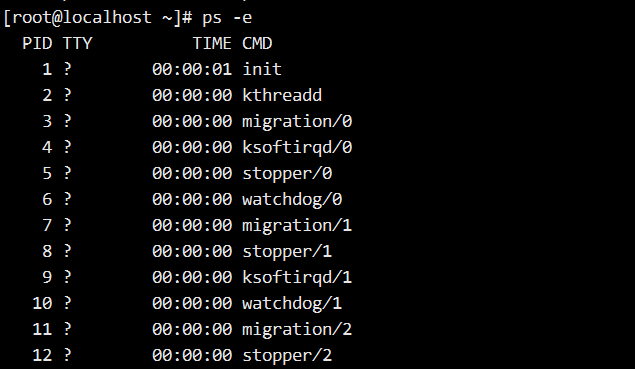 [root@localhost ~]# ps -e
  PID TTY          TIME CMD
    1 ?        00:00:01 init
    2 ?        00:00:00 kthreadd
    3 ?        00:00:00 migration/0
    4 ?        00:00:00 ksoftirqd/0
    5 ?        00:00:00 stopper/0
    6 ?        00:00:00 watchdog/0
    7 ?        00:00:00 migration/1
    8 ?        00:00:00 stopper/1
    9 ?        00:00:00 ksoftirqd/1
   10 ?        00:00:00 watchdog/1
   11 ?        00:00:00 migration/2
   12 ?        00:00:00 stopper/2